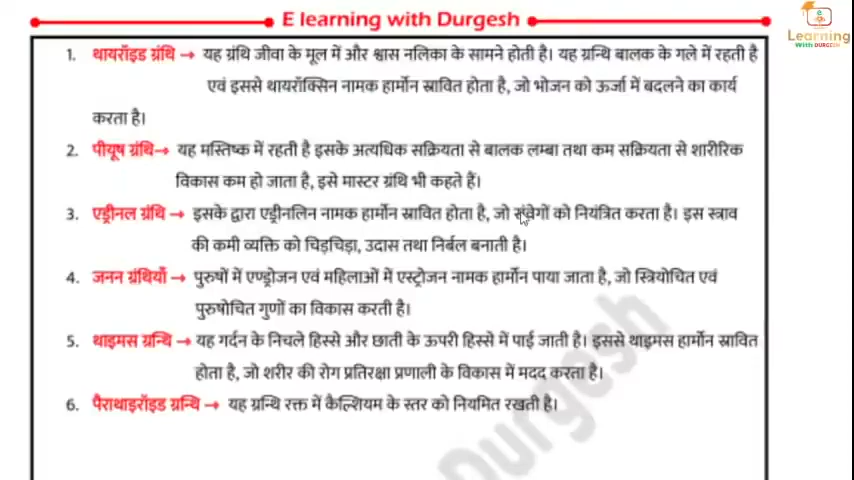 E learning with Durgesh
Learning
With DURGESH
1. थायरॉइड ग्रंथि → यह ग्रंथि जीवा के मूल में और श्वास नलिका के सामने होती है। यह ग्रन्थि बालक के गले में रहती है
एवं इससे थायरॉक्सिन नामक हार्मोन स्रावित होता है, जो भोजन को ऊर्जा में बदलने का कार्य
करता है।
2. पीयूष ग्रंथि→ यह मस्तिष्क में रहती है इसके अत्यधिक सक्रियता से बालक लम्बा तथा कम सक्रियता से शारीरिक
विकास कम हो जाता है, इसे मास्टर ग्रंथि भी कहते हैं।
3. एड्रीनल ग्रंथि → इसके द्वारा एड्रीनलिन नामक हार्मोन स्रावित होता है, जो संवेगों को नियंत्रित करता है। इस स्त्राव
की कमी व्यक्ति को चिड़चिड़ा, उदास तथा निर्बल बनाती है।
4. जनन ग्रंथियाँ → पुरुषों में एण्ड्रोजन एवं महिलाओं में एस्ट्रोजन नामक हार्मोन पाया जाता है, जो स्त्रियोचित एवं
पुरुषोचित गुणों का विकास करती है।
5. थाइमस ग्रन्थि → यह गर्दन के निचले हिस्से और छाती के ऊपरी हिस्से में पाई जाती है। इससे थाइमस हार्मोन स्रावित
होता है, जो शरीर की रोग प्रतिरक्षा प्रणाली के विकास में मदद करता है।
6. पैराथाइरॉइड ग्रन्थि → यह ग्रन्थि रक्त में कैल्शियम के स्तर को नियमित रखती है।
Durgesh